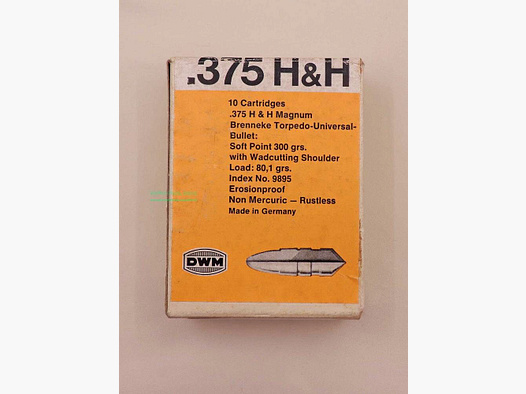 .375 H&H
10 Cartridges
.375 H & H Magnum
Brenneke Torpedo-Universal-
Bullet:
Soft Point 300 grs.
with Wadcutting Shoulder
Load: 80,1 grs.
Index No. 9895
Erosionproof
Non Mercuric — Rustless
Made in Germany
DWM